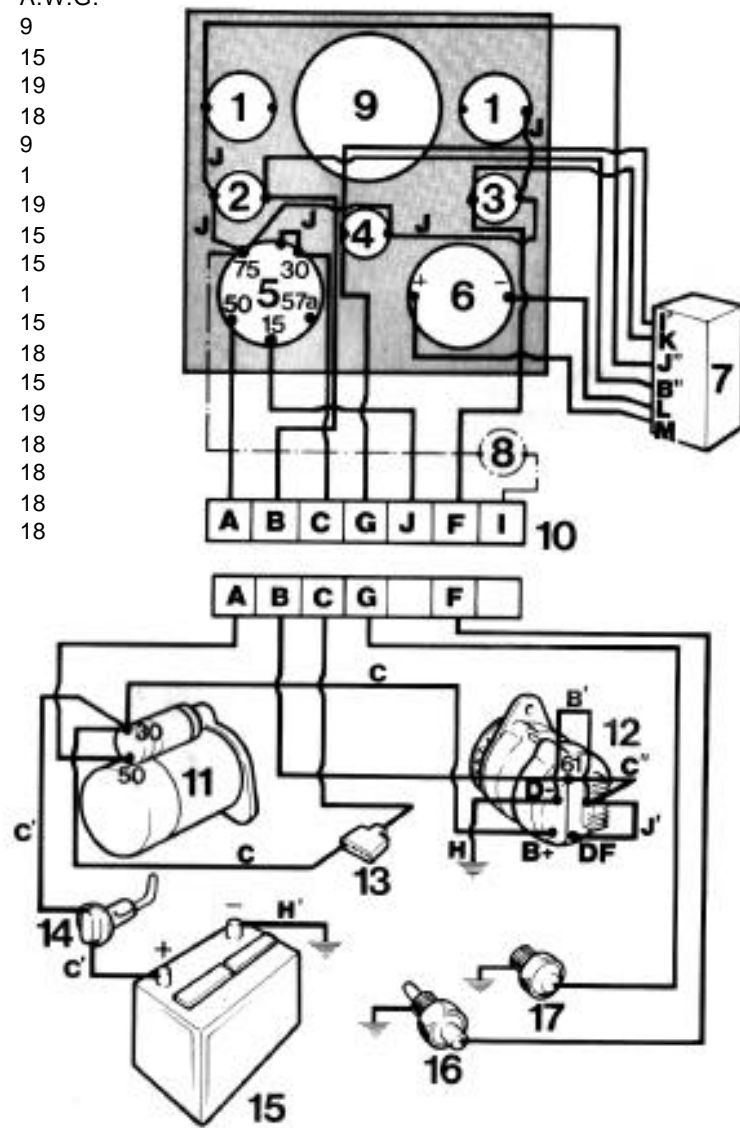 A.W.G.
9
15
19
18
9
1
19
15
15
1
15
18
15
19
18
18
18
18
1 9 1
J J
2 3
J J J
4
75 30
5 6
50 57a + −
15
I'
K
J"
B"
L
M
7
8
A B C G J F I 10
A B C G F
C
30
50
11
B'
12
61
C"
D−
J'
H B+ DF
C'
C
13
14
H'
− +
C'
17
16
15